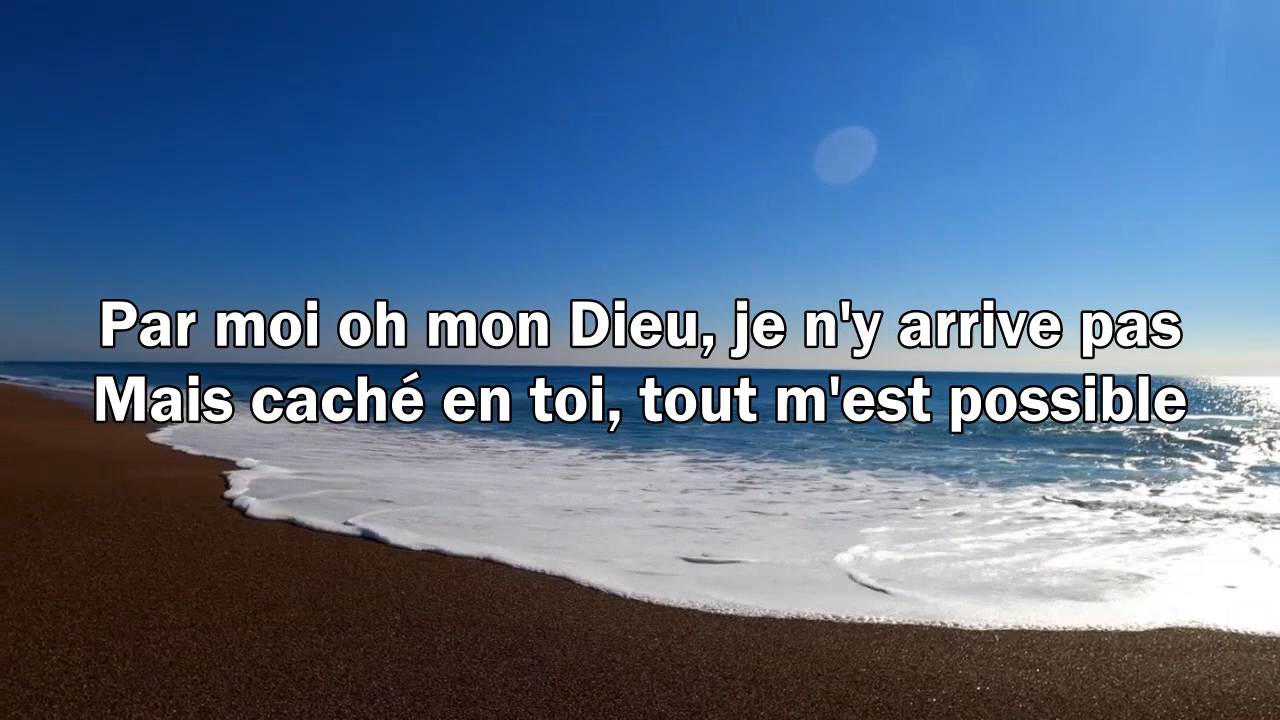 Par moi oh mon Dieu, je n'y arrive pas
Mais caché en toi, tout m'est possible